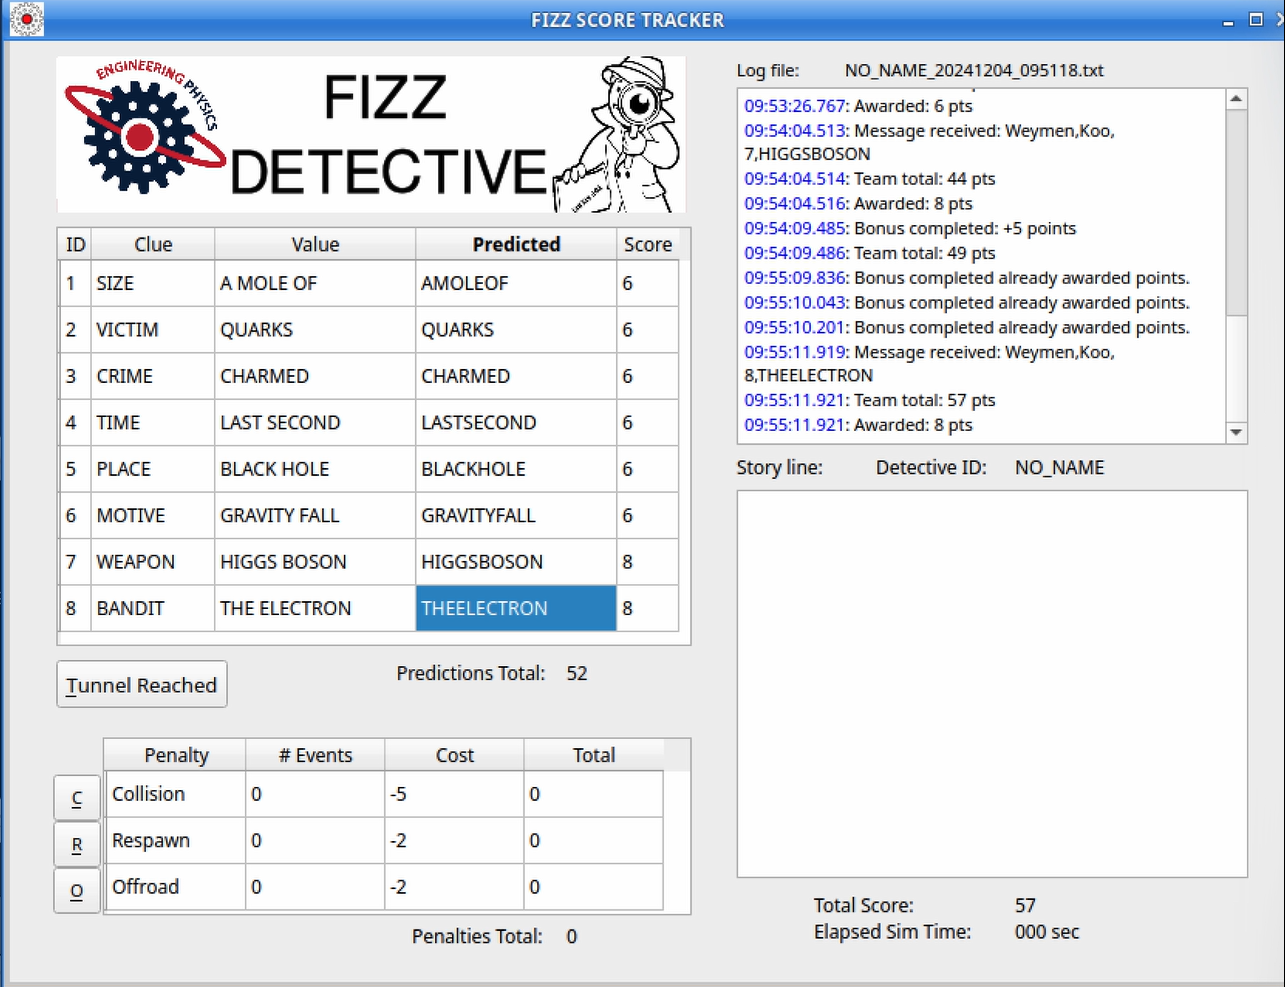 FIZZ SCORE TRACKER
ENGINEERING PHYSICS
FIZZ
DETECTIVE
ID Clue Value Predicted Score
1 SIZE A MOLE OF AMOLEOF 6
2 VICTIM QUARKS QUARKS 6
3 CRIME CHARMED CHARMED 6
4 TIME LAST SECOND LASTSECOND 6
5 PLACE BLACK HOLE BLACKHOLE 6
6 MOTIVE GRAVITY FALL GRAVITYFALL 6
7 WEAPON HIGGS BOSON HIGGSBOSON 8
8 BANDIT THE ELECTRON THEELECTRON 8
Tunnel Reached
Predictions Total: 52
Penalty # Events Cost Total
C Collision 0 -5 0
R Respawn 0 -2 0
O Offroad 0 -2 0
Penalties Total: 0
Log file: NO_NAME_20241204_095118.txt
09:53:26.767: Awarded: 6 pts
09:54:04.513: Message received: Weymen,Koo,
7,HIGGSBOSON
09:54:04.514: Team total: 44 pts
09:54:04.516: Awarded: 8 pts
09:54:09.485: Bonus completed: +5 points
09:54:09.486: Team total: 49 pts
09:55:09.836: Bonus completed already awarded points.
09:55:10.043: Bonus completed already awarded points.
09:55:10.201: Bonus completed already awarded points.
09:55:11.919: Message received: Weymen,Koo,
8,THEELECTRON
09:55:11.921: Team total: 57 pts
09:55:11.921: Awarded: 8 pts
Story line: Detective ID: NO_NAME
Total Score: 57
Elapsed Sim Time: 000 sec